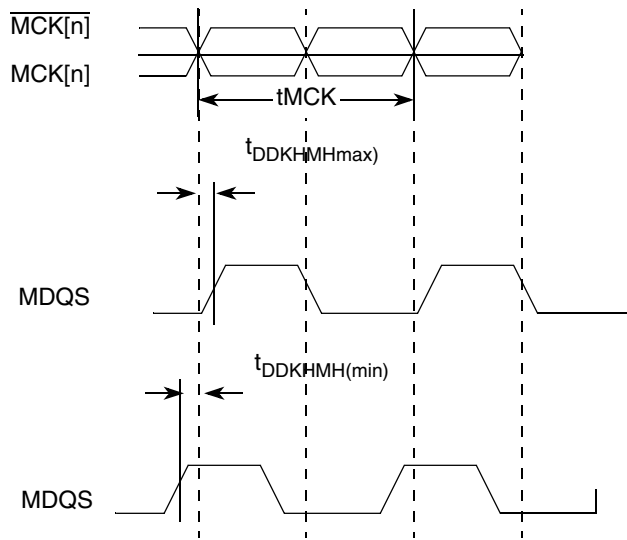 MCK[n]
MCK[n]
tMCK
tDDKHMHmax)
MDQS
tDDKHMH(min)
MDQS